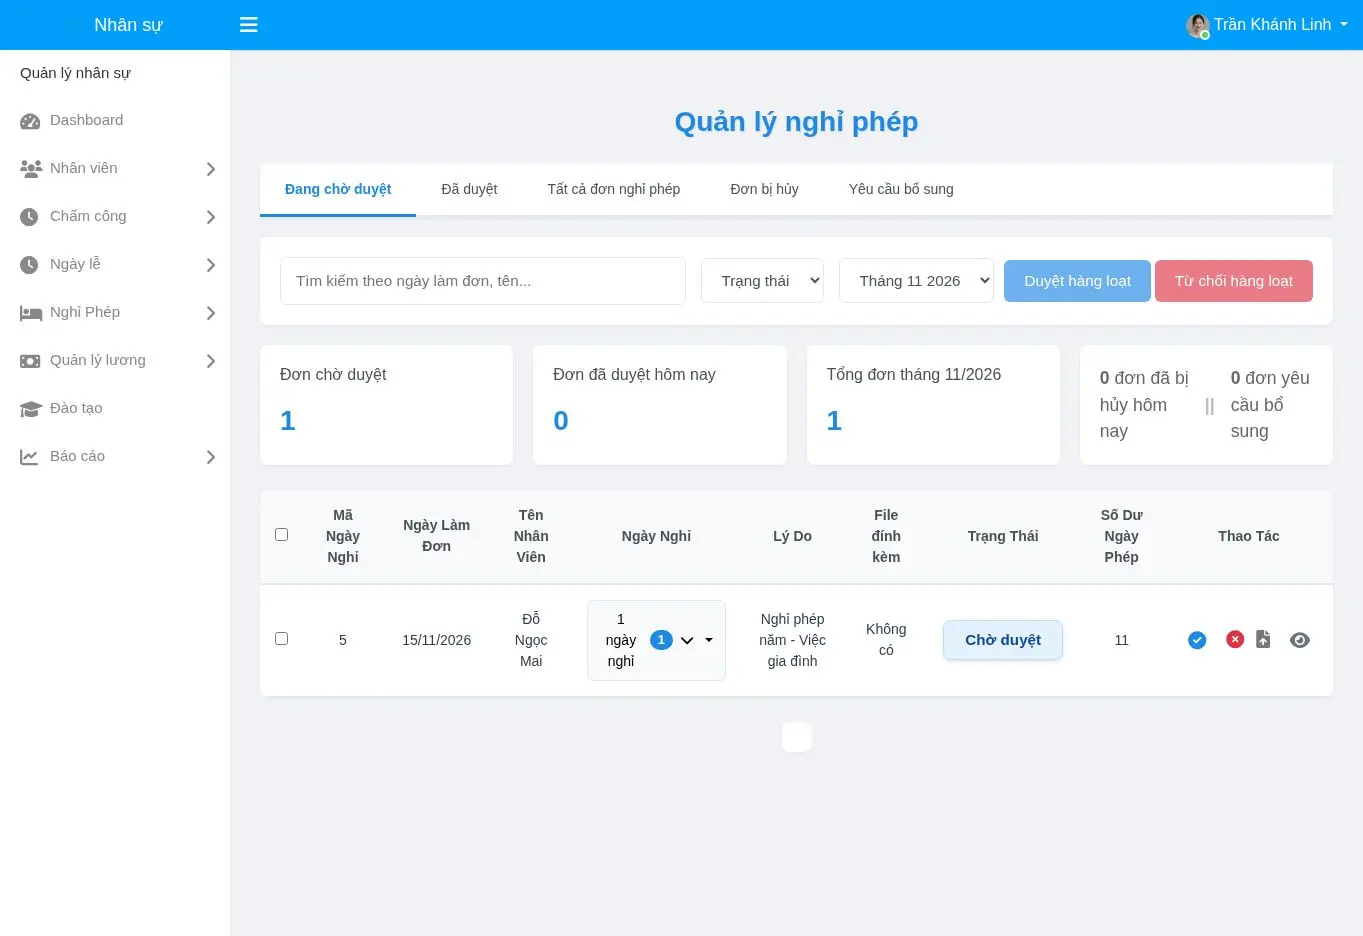 Nhân sự
Trần Khánh Linh
Quản lý nhân sự
Dashboard
Nhân viên
Chấm công
Ngày lễ
Nghỉ Phép
Quản lý lương
Đào tạo
Báo cáo
Quản lý nghỉ phép
Đang chờ duyệt
Đã duyệt
Tất cả đơn nghỉ phép
Đơn bị hủy
Yêu cầu bổ sung
Tìm kiếm theo ngày làm đơn, tên...
Trạng thái
Tháng 11 2026
Duyệt hàng loạt
Từ chối hàng loạt
Đơn chờ duyệt
1
Đơn đã duyệt hôm nay
0
Tổng đơn tháng 11/2026
1
0 đơn đã bị
hủy hôm
nay
||
0 đơn yêu
cầu bổ
sung
Mã
Ngày
Nghỉ
Ngày Làm
Đơn
Tên
Nhân
Viên
Ngày Nghỉ
Lý Do
File
đính
kèm
Trạng Thái
Số Dư
Ngày
Phép
Thao Tác
5
15/11/2026
Đỗ
Ngọc
Mai
1
ngày
nghỉ
1
Nghỉ phép
năm - Việc
gia đình
Không
có
Chờ duyệt
11